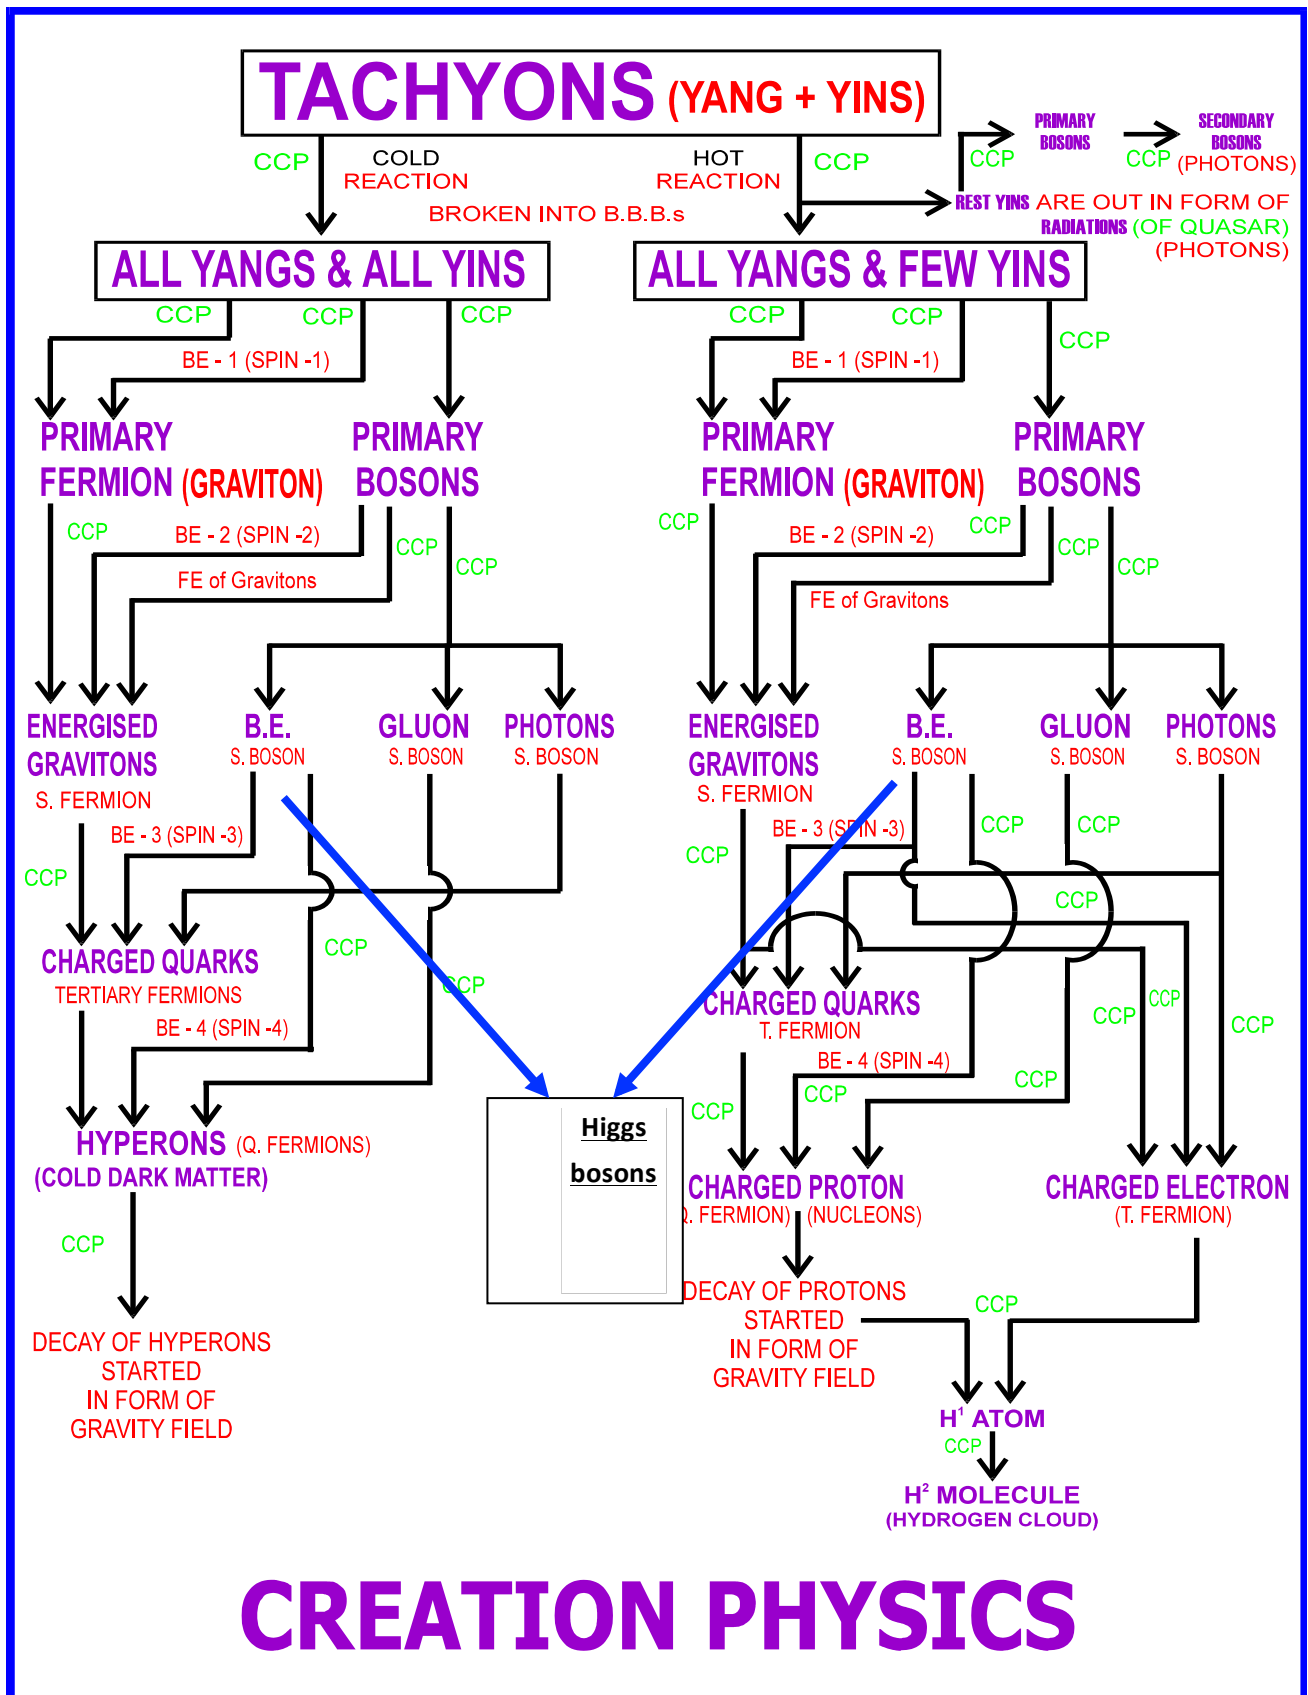 TACHYONS (YANG + YINS)
CCP
COLD
REACTION
HOT
REACTION
CCP
CCP
PRIMARY
BOSONS
CCP
SECONDARY
BOSONS
(PHOTONS)
BROKEN INTO B.B.B.s
REST YINS ARE OUT IN FORM OF
RADIATIONS (OF QUASAR)
(PHOTONS)
ALL YANGS & ALL YINS
ALL YANGS & FEW YINS
CCP
CCP
CCP
BE - 1 (SPIN -1)
CCP
CCP
CCP
BE - 1 (SPIN -1)
PRIMARY
FERMION (GRAVITON)
PRIMARY
BOSONS
PRIMARY
FERMION (GRAVITON)
PRIMARY
BOSONS
CCP
BE - 2 (SPIN -2)
CCP
CCP
FE of Gravitons
CCP
BE - 2 (SPIN -2)
CCP
CCP
CCP
FE of Gravitons
ENERGISED
GRAVITONS
S. FERMION
B.E.
S. BOSON
GLUON
S. BOSON
PHOTONS
S. BOSON
ENERGISED
GRAVITONS
S. FERMION
B.E.
S. BOSON
GLUON
S. BOSON
PHOTONS
S. BOSON
BE - 3 (SPIN -3)
CCP
BE - 3 (SPIN -3)
CCP
CCP
CCP
CCP
CCP
CCP
CHARGED QUARKS
TERTIARY FERMIONS
BE - 4 (SPIN -4)
CHARGED QUARKS
T. FERMION
BE - 4 (SPIN -4)
CCP
CCP
CCP
CCP
CCP
CCP
HYPERONS (Q. FERMIONS)
(COLD DARK MATTER)
Higgs
bosons
CHARGED PROTON
. FERMION) (NUCLEONS)
CHARGED ELECTRON
(T. FERMION)
CCP
DECAY OF HYPERONS
STARTED
IN FORM OF
GRAVITY FIELD
DECAY OF PROTONS
STARTED
IN FORM OF
GRAVITY FIELD
CCP
H¹ ATOM
CCP
H² MOLECULE
(HYDROGEN CLOUD)
CREATION PHYSICS